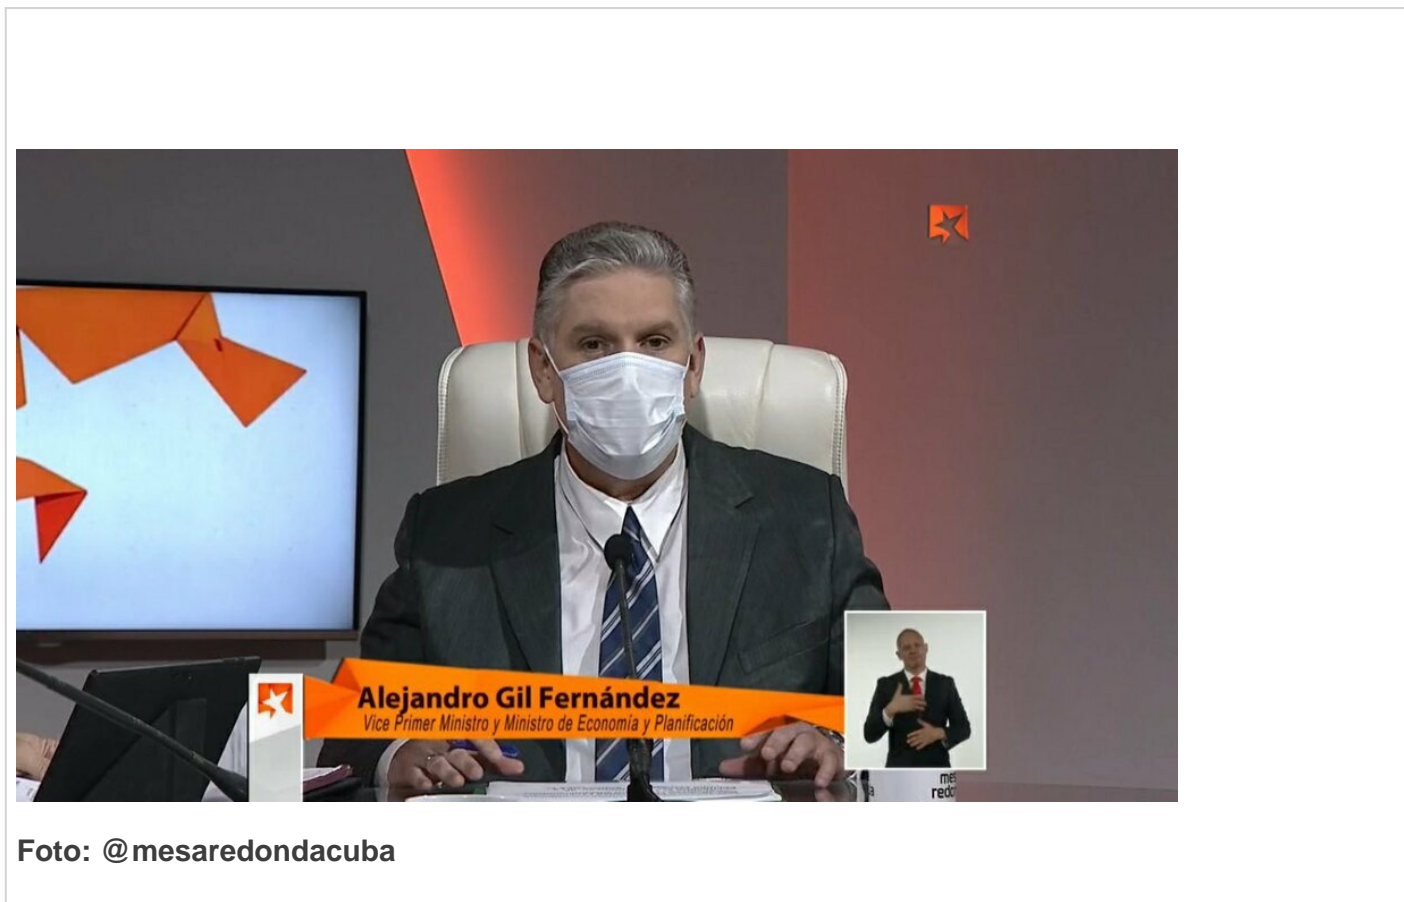 Alejandro Gil Fernández
Vice Primer Ministro y Ministro de Economía y Planificación
Foto: @mesaredondacuba